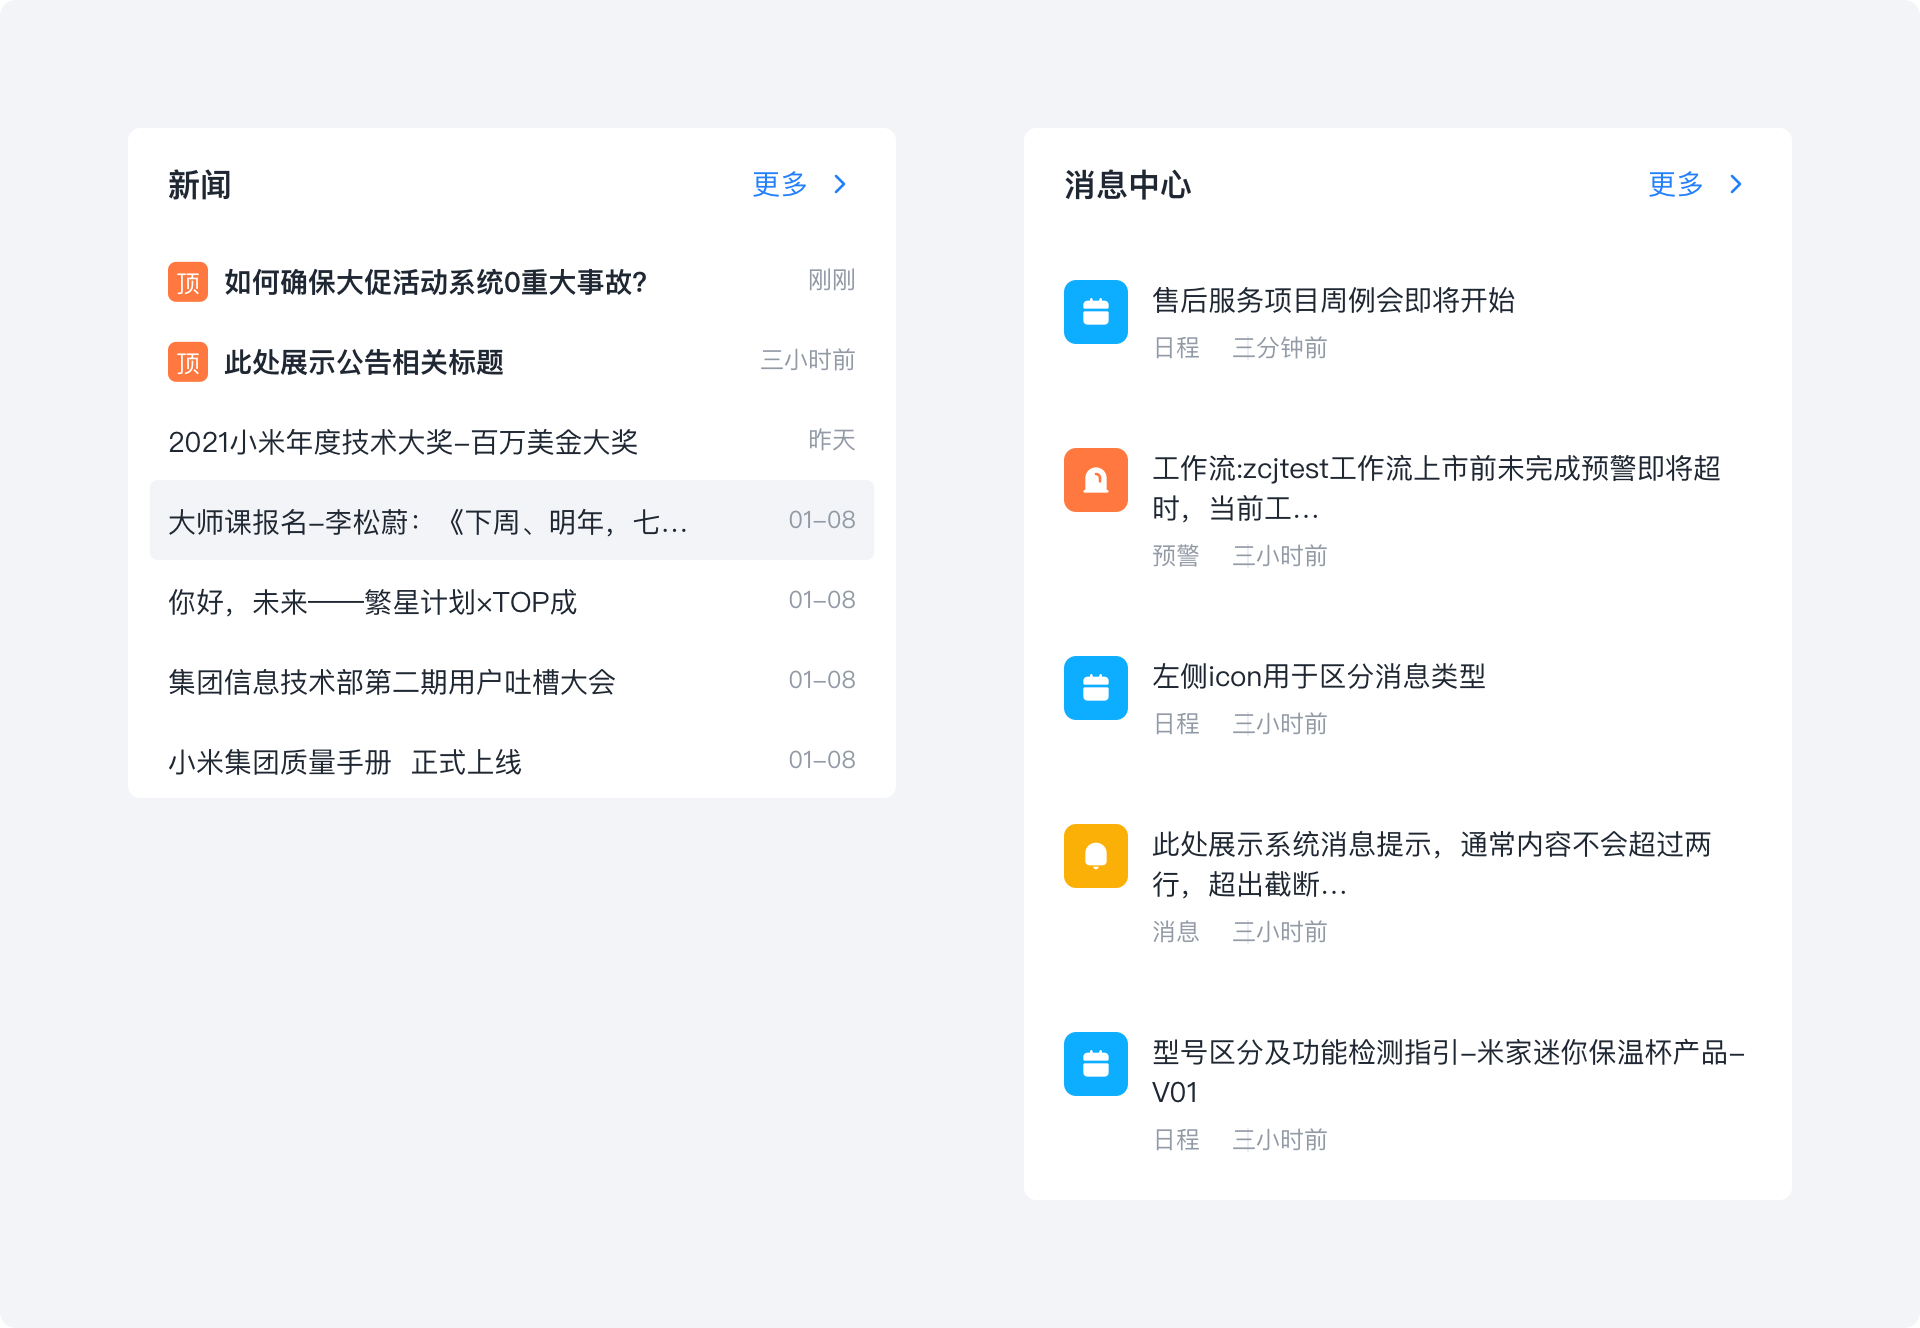 新闻
更多
顶 如何确保大促活动系统0重大事故?
刚刚
顶 此处展示公告相关标题
三小时前
2021小米年度技术大奖-百万美金大奖
昨天
大师课报名-李松蔚：《下周、明年，七...
01-08
你好，未来——繁星计划×TOP成
01-08
集团信息技术部第二期用户吐槽大会
01-08
小米集团质量手册 正式上线
01-08
消息中心
更多
售后服务项目周例会即将开始
日程 三分钟前
工作流:zcjtest工作流上市前未完成预警即将超
时，当前工...
预警 三小时前
左侧icon用于区分消息类型
日程 三小时前
此处展示系统消息提示，通常内容不会超过两
行，超出截断...
消息 三小时前
型号区分及功能检测指引-米家迷你保温杯产品-
V01
日程 三小时前